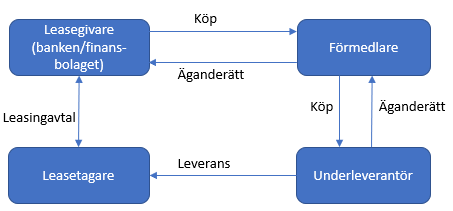 Köp
Leasegivare
(banken/finans-
bolaget)
Förmedlare
Äganderätt
Leasingavtal
Köp
Äganderätt
Leverans
Leasetagare
Underleverantör